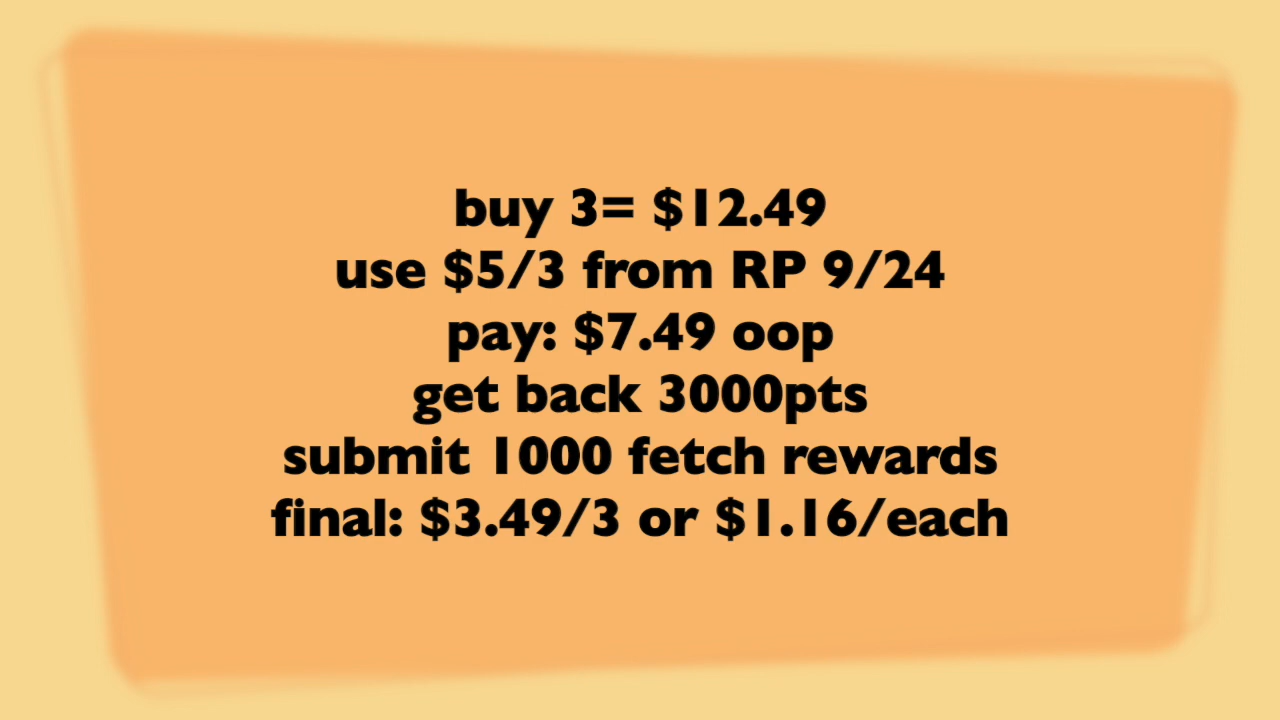 buy 3= $12.49
use $5/3 from RP 9/24
pay: $7.49 oop
get back 3000pts
submit 1000 fetch rewards
final: $3.49/3 or $1.16/each